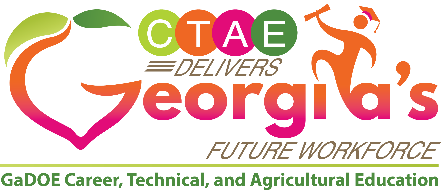 CTAE
DELIVERS
Georgia's
FUTURE WORKFORCE
GaDOE Career, Technical, and Agricultural Education